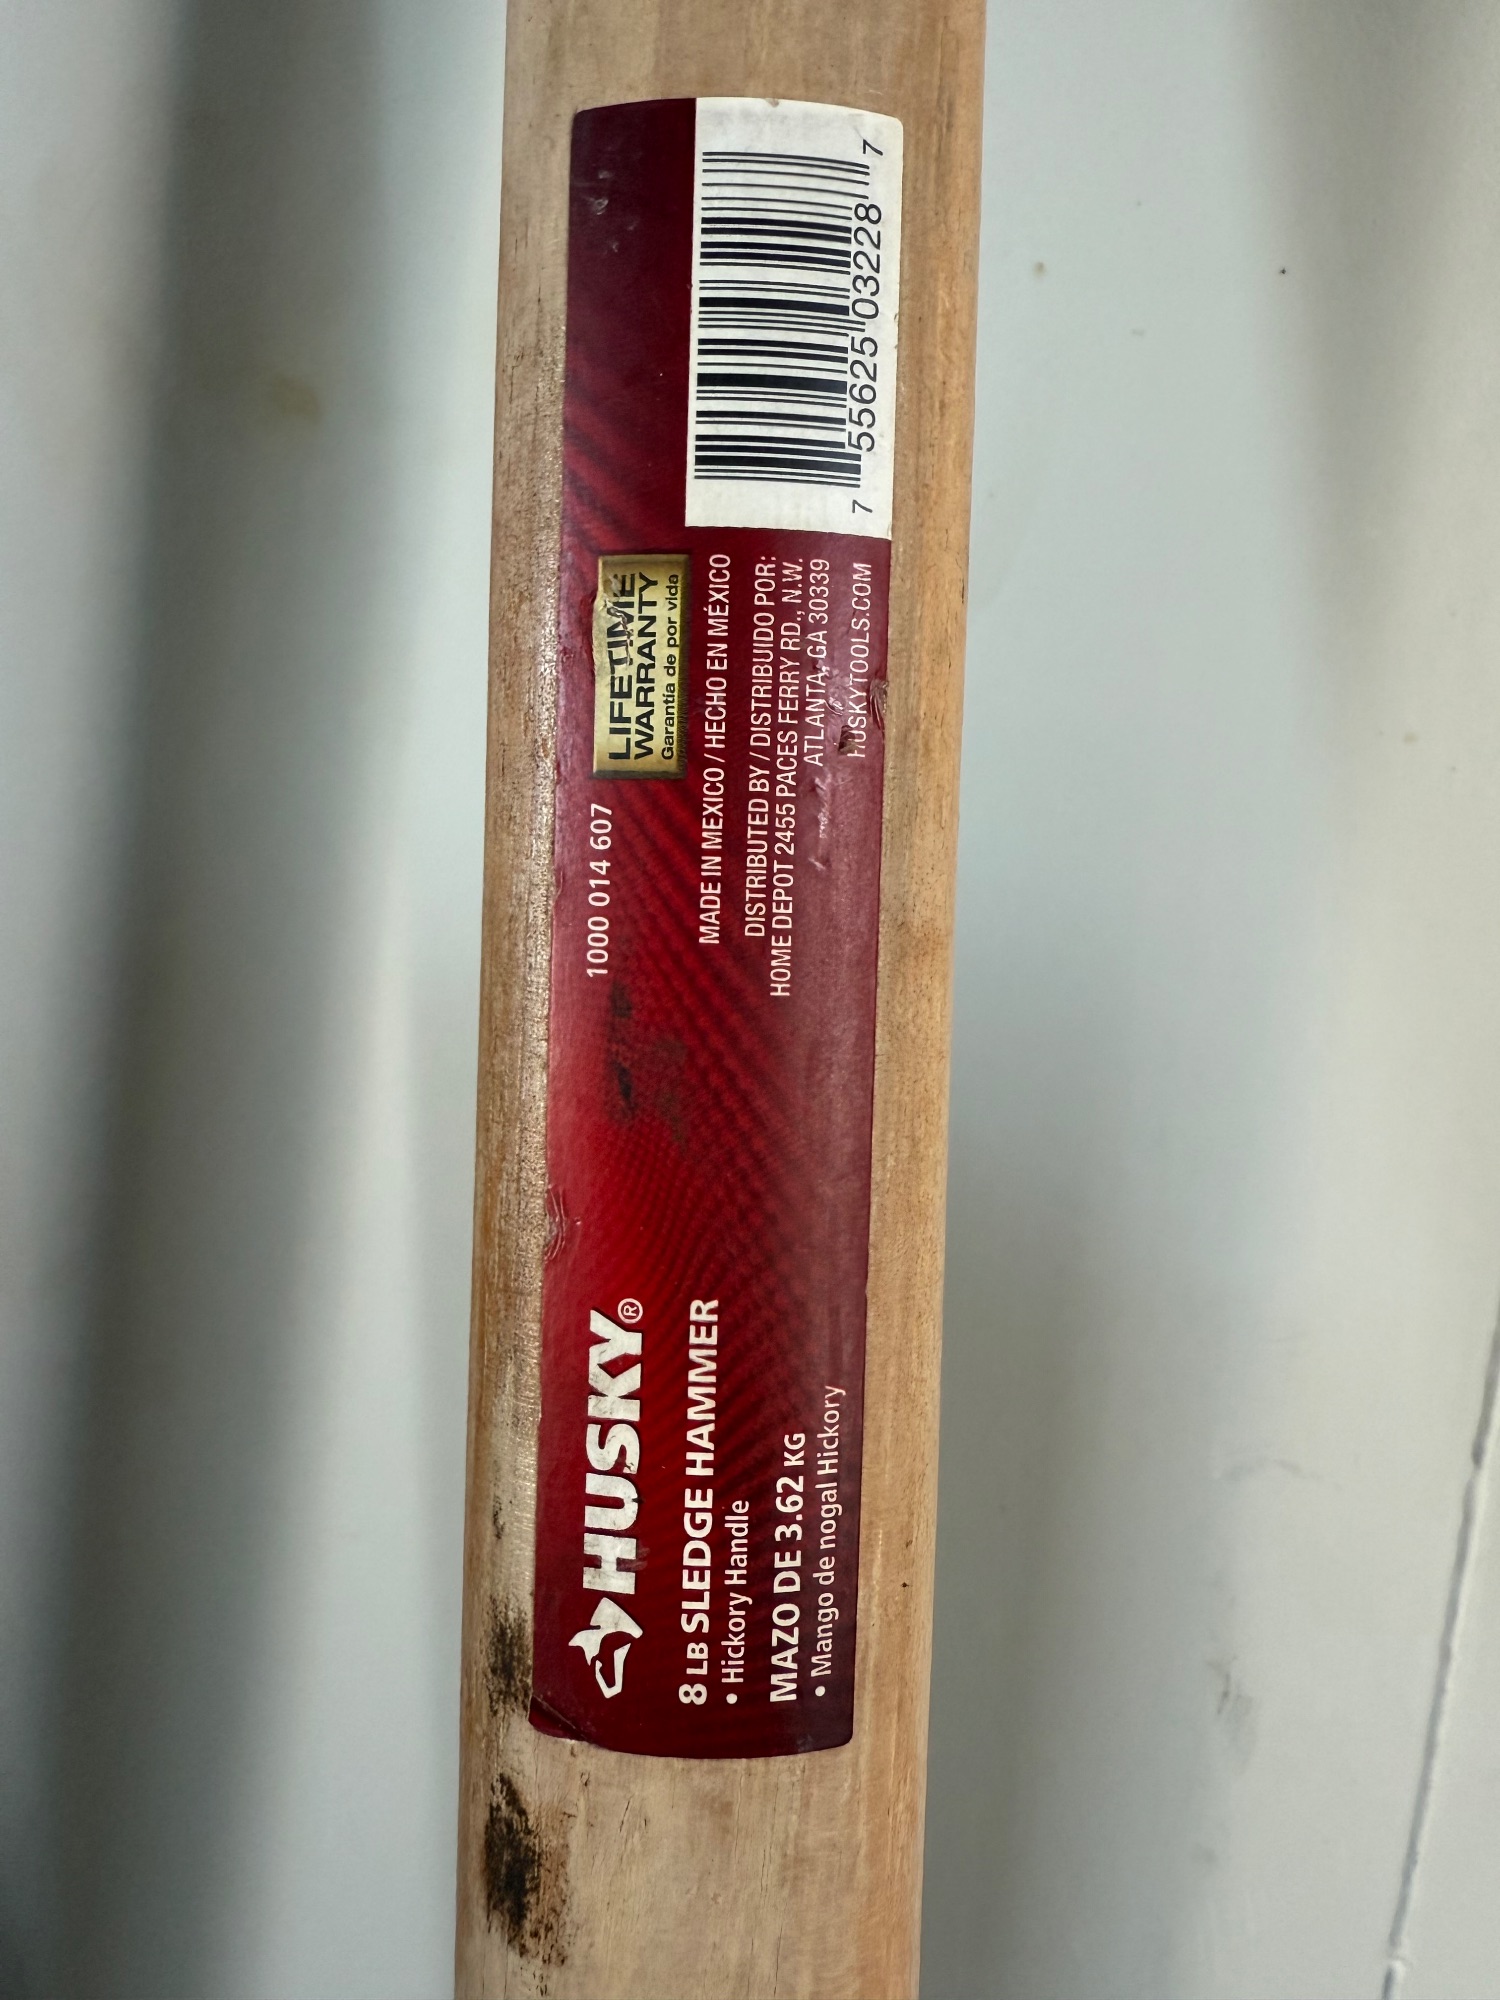 HUSKY®
8 LB SLEDGE HAMMER
• Hickory Handle
MAZO DE 3.62 KG
• Mango de nogal Hickory
1000 014 607
LIFETIME
WARRANTY
Garantía de por vida
MADE IN MEXICO / HECHO EN MÉXICO
DISTRIBUTED BY / DISTRIBUIDO POR:
HOME DEPOT 2455 PACES FERRY RD., N.W.
ATLANTA, GA 30339
HUSKYTOOLS.COM
7 55625 03228 7